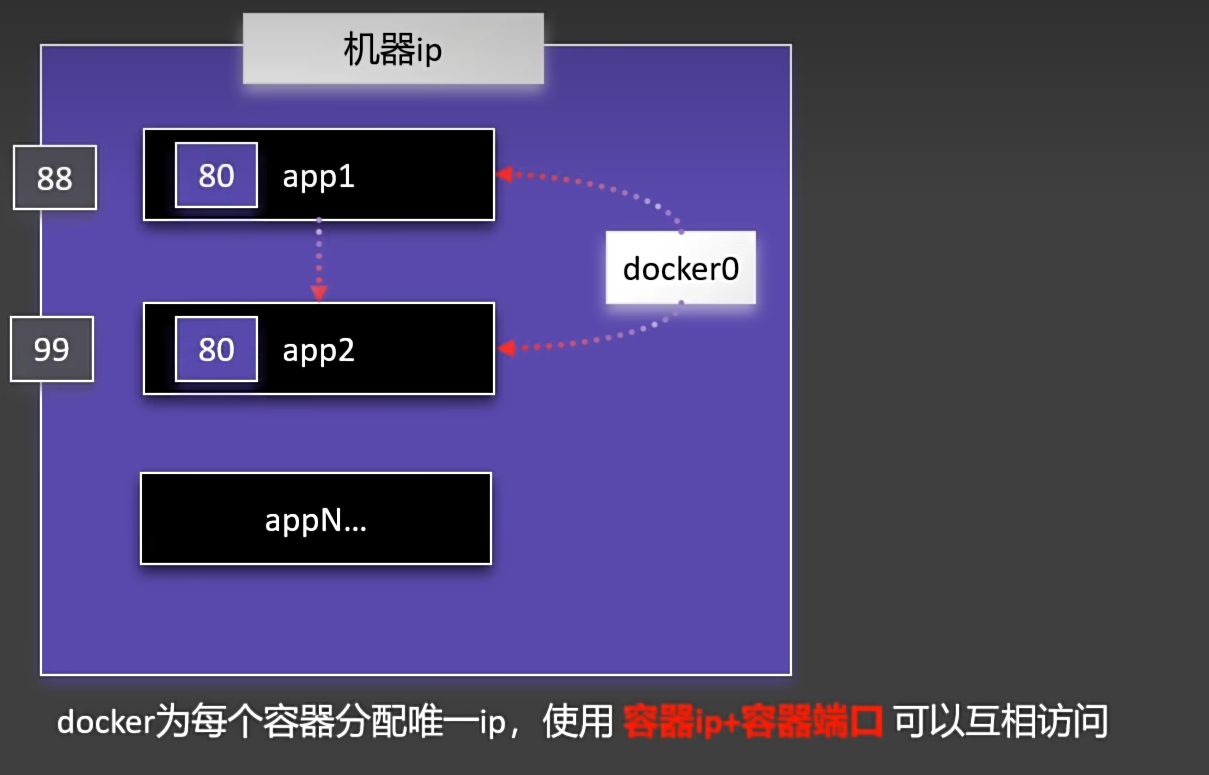 机器ip
88
80 app1
docker0
99
80 app2
appN...
docker为每个容器分配唯一ip，使用 容器ip+容器端口 可以互相访问